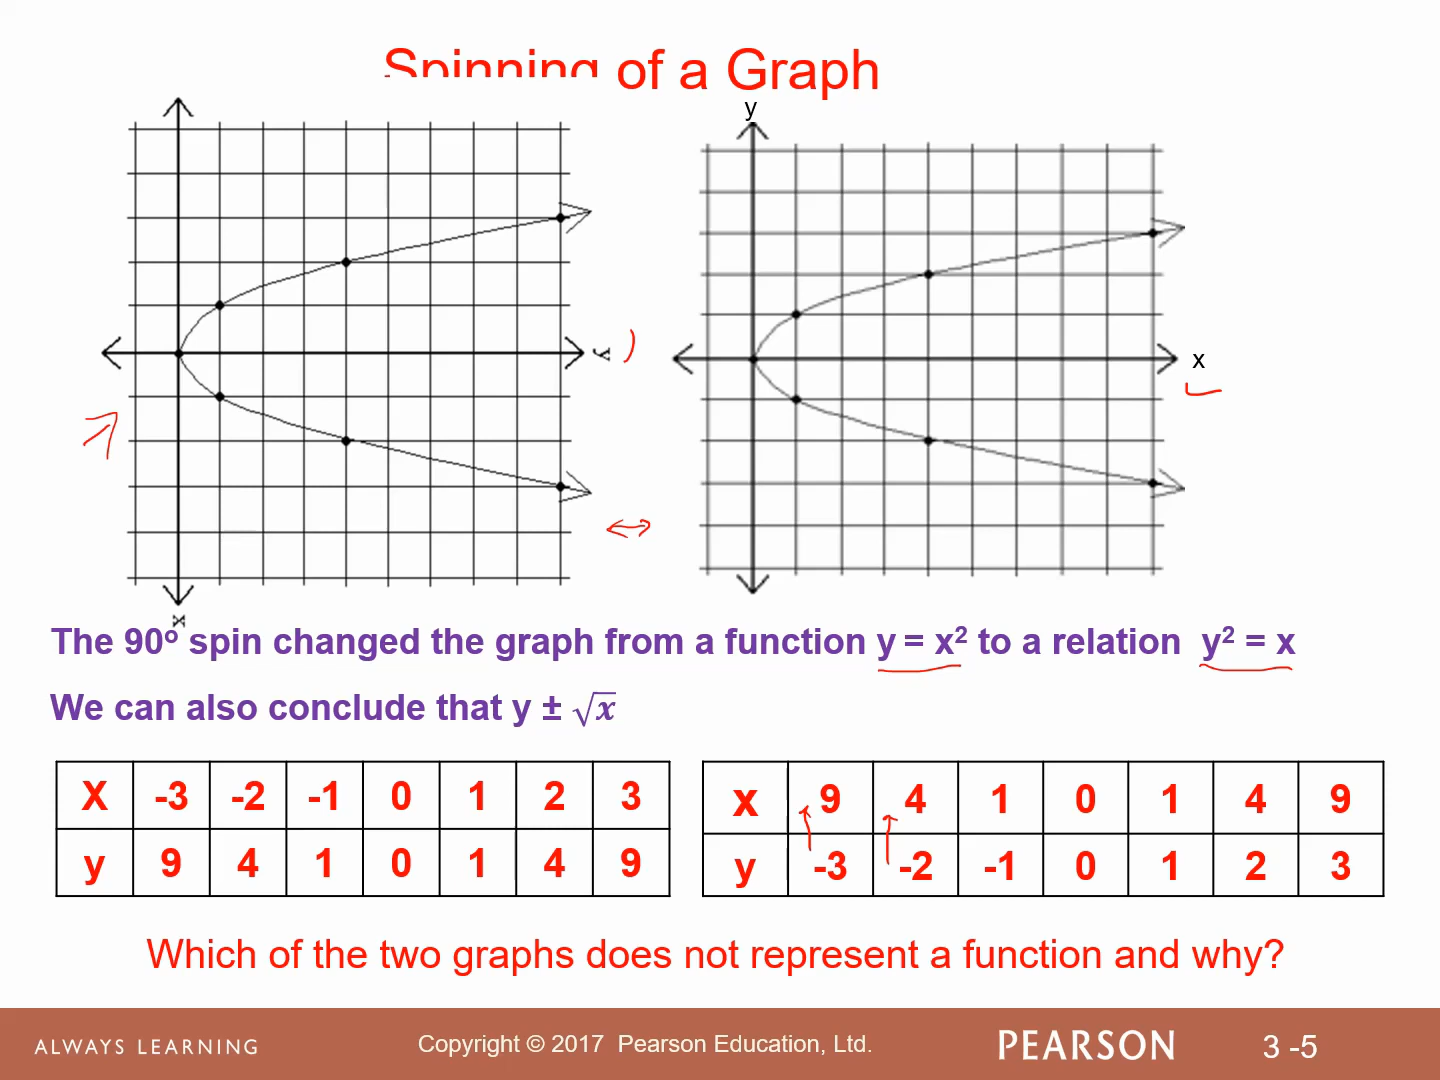 Spinning of a Graph
y
y
x
x
The 90º spin changed the graph from a function y = x² to a relation y² = x
We can also conclude that y ± √x
X -3 -2 -1 0 1 2 3
y 9 4 1 0 1 4 9
x 9 4 1 0 1 4 9
y -3 -2 -1 0 1 2 3
Which of the two graphs does not represent a function and why?
ALWAYS LEARNING
Copyright © 2017 Pearson Education, Ltd.
PEARSON
3 -5